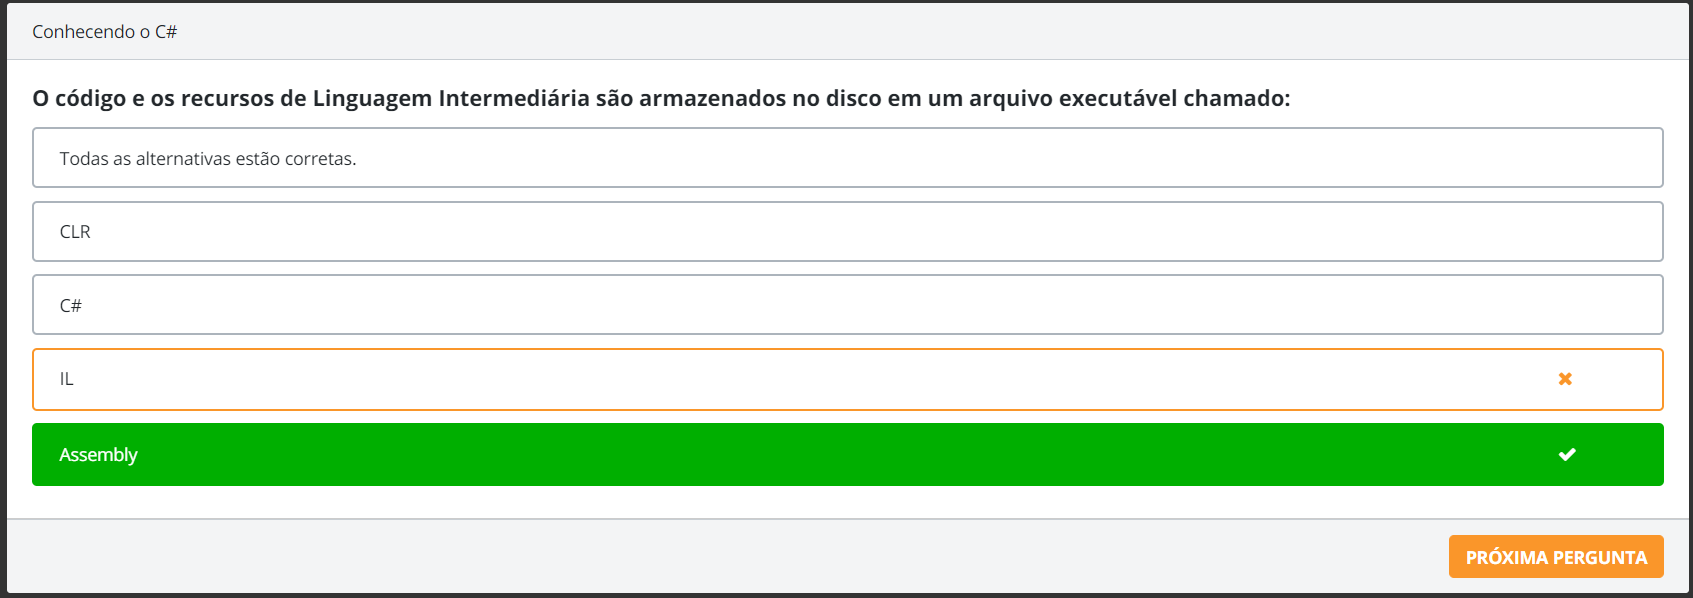 Conhecendo o C#
O código e os recursos de Linguagem Intermediária são armazenados no disco em um arquivo executável chamado:
Todas as alternativas estão corretas.
CLR
C#
IL
Assembly
PRÓXIMA PERGUNTA